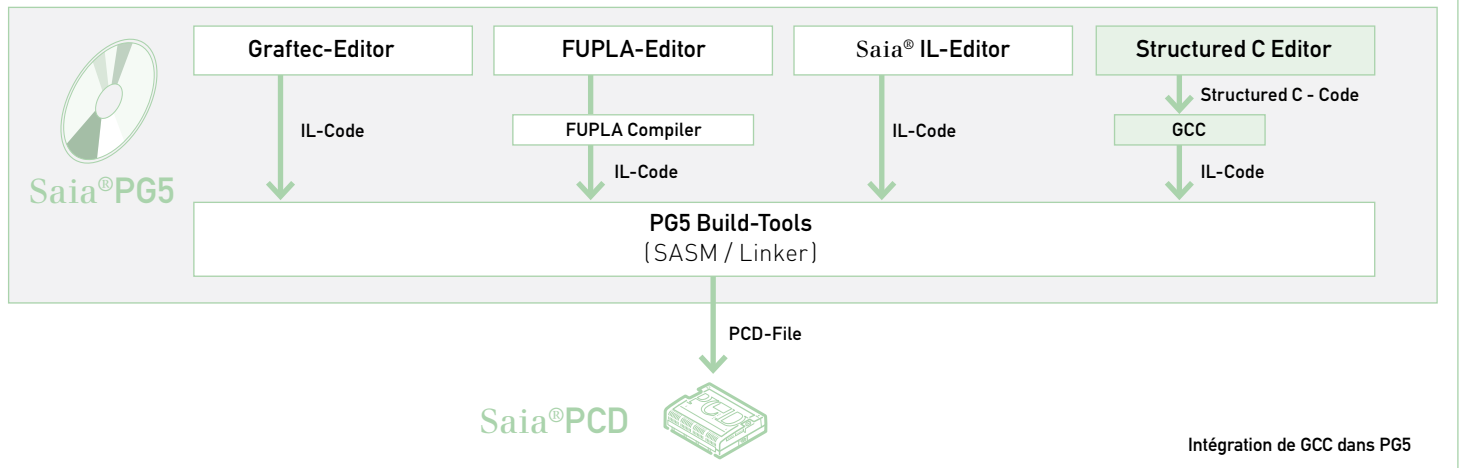 Graftec-Editor
FUPLA-Editor
Saia® IL-Editor
Structured C Editor
Structured C - Code
IL-Code
FUPLA Compiler
IL-Code
GCC
IL-Code
IL-Code
Saia®PG5
PG5 Build-Tools
(SASM / Linker)
PCD-File
Saia®PCD
PCD
Intégration de GCC dans PG5